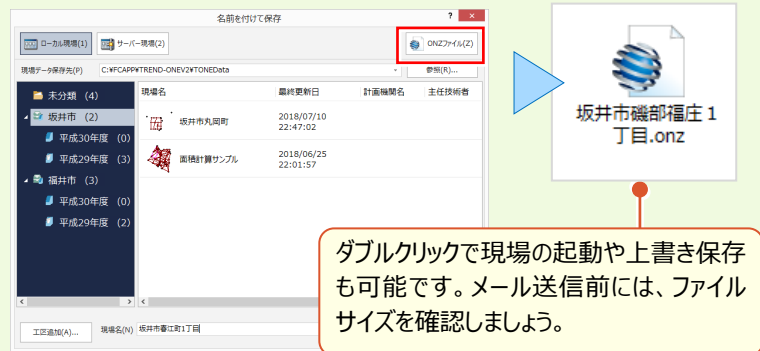 名前を付けて保存
? ×
ローカル現場(1) サーバー現場(2) ONZファイル(Z)
現場データ保存先(P) C:¥FCAPP¥TREND-ONEV2¥TONEData 参照(R)...
未分類 (4)
坂井市 (2)
平成30年度 (0)
平成29年度 (3)
福井市 (3)
平成30年度 (0)
平成29年度 (2)
現場名 最終更新日 計画機関名 主任技術者
坂井市丸岡町 2018/07/10
22:47:02
面積計算サンプル 2018/06/25
22:01:57
工区追加(A)... 現場名(N) 坂井市春江町1丁目
坂井市磯部福庄1
丁目.onz
ダブルクリックで現場の起動や上書き保存
も可能です。メール送信前には、ファイル
サイズを確認しましょう。